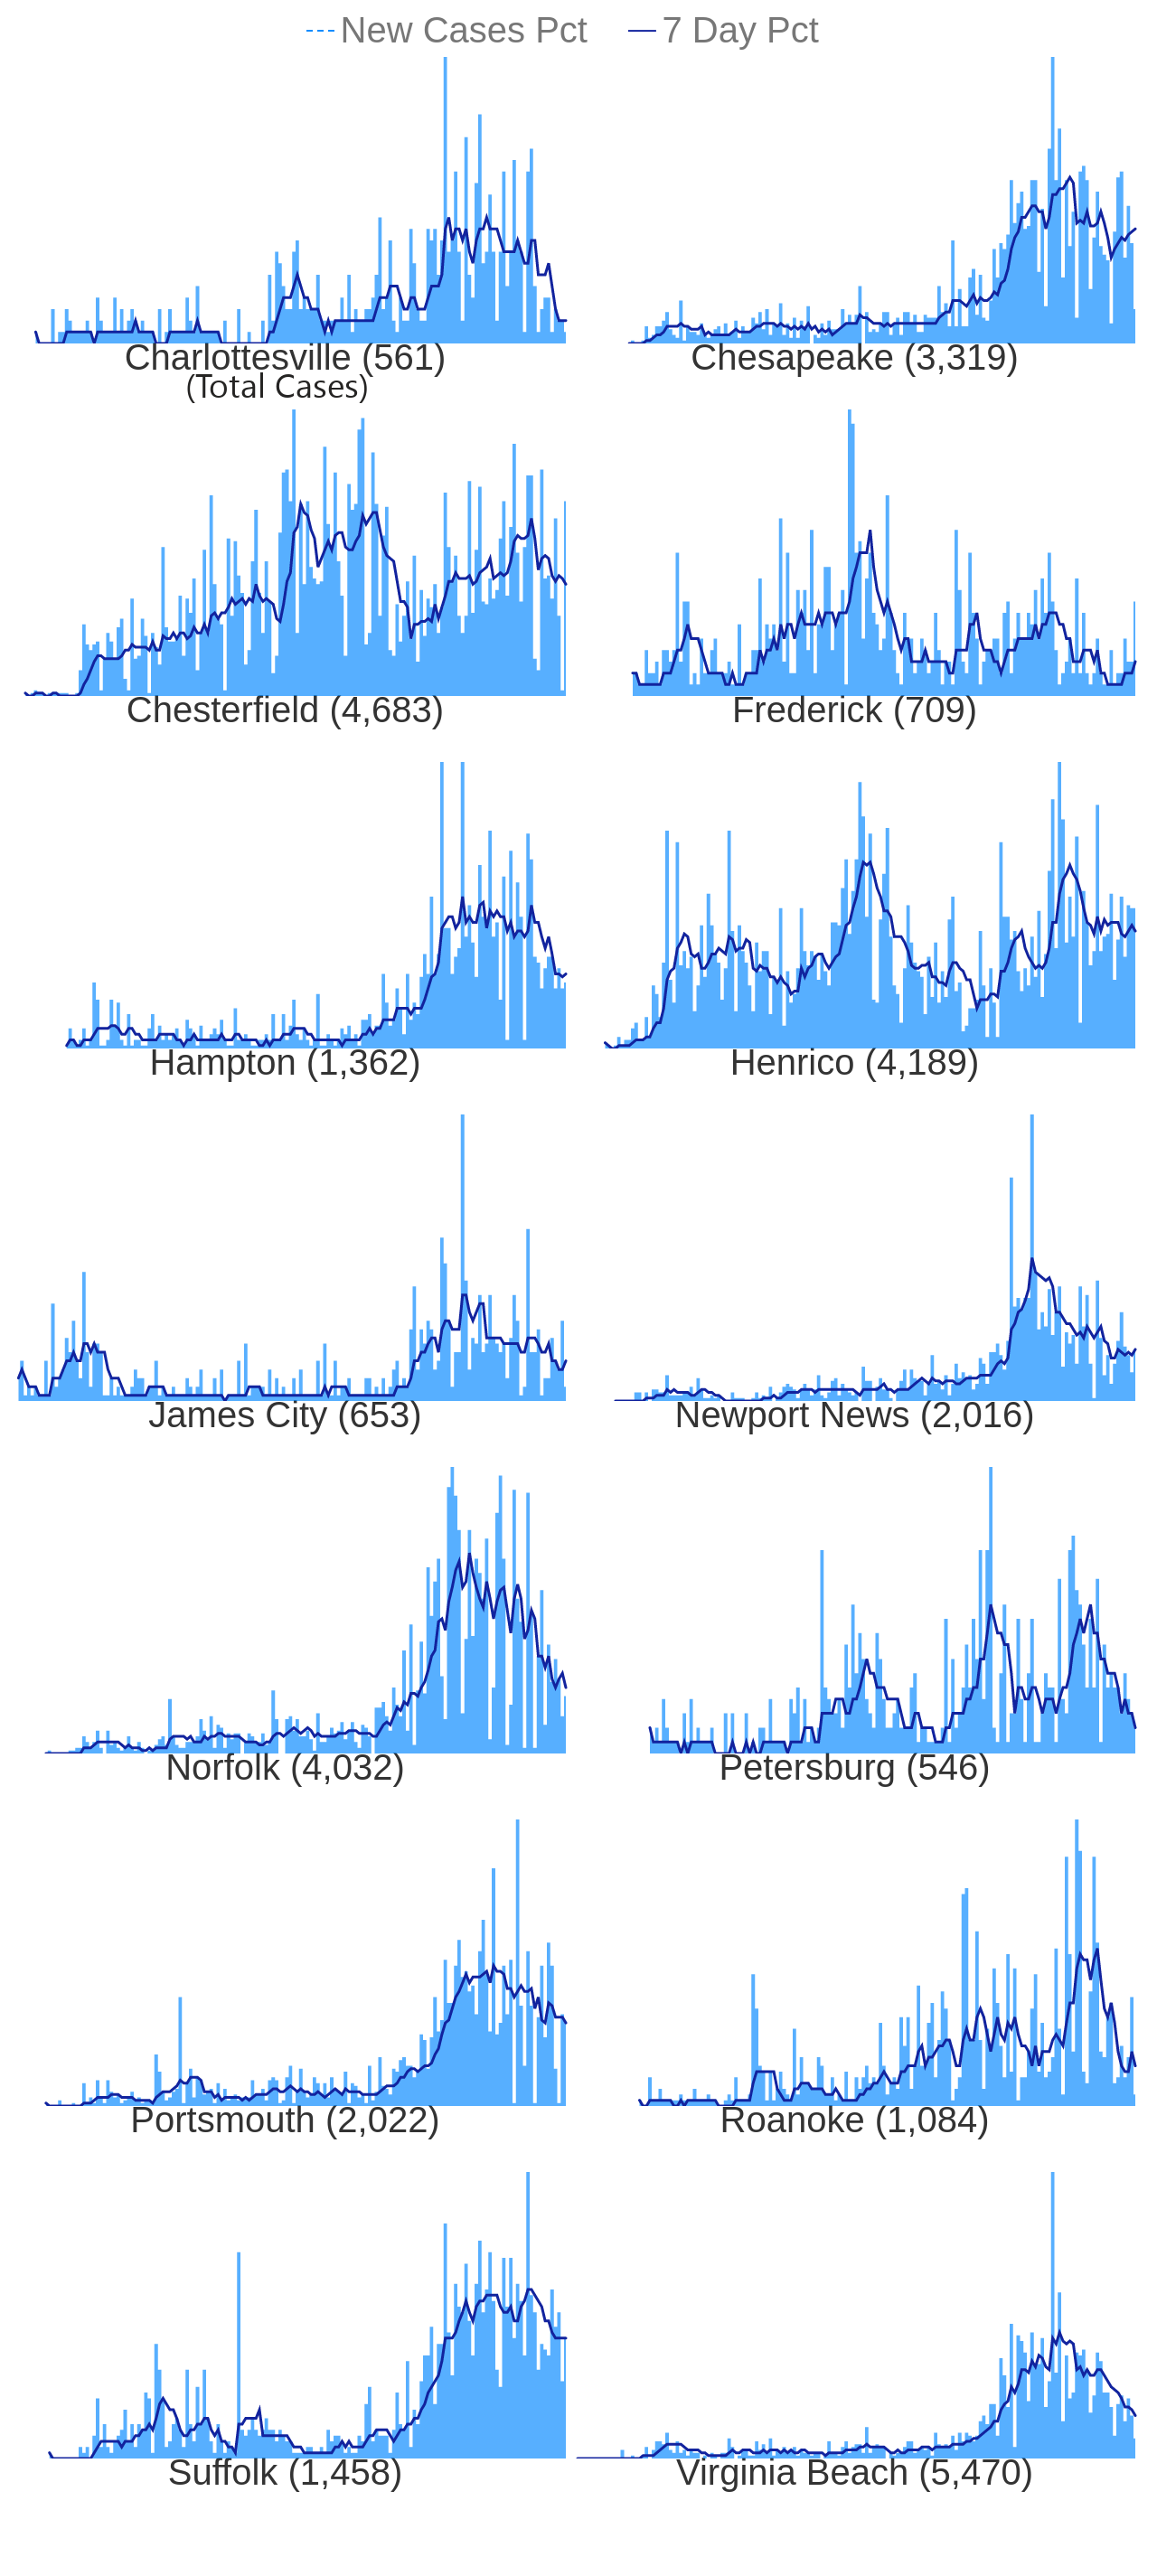 New Cases Pct 7 Day Pct
Charlottesville (561) Chesapeake (3,319)
(Total Cases)
Chesterfield (4,683) Frederick (709)
Hampton (1,362) Henrico (4,189)
James City (653) Newport News (2,016)
Norfolk (4,032) Petersburg (546)
Portsmouth (2,022) Roanoke (1,084)
Suffolk (1,458) Virginia Beach (5,470)